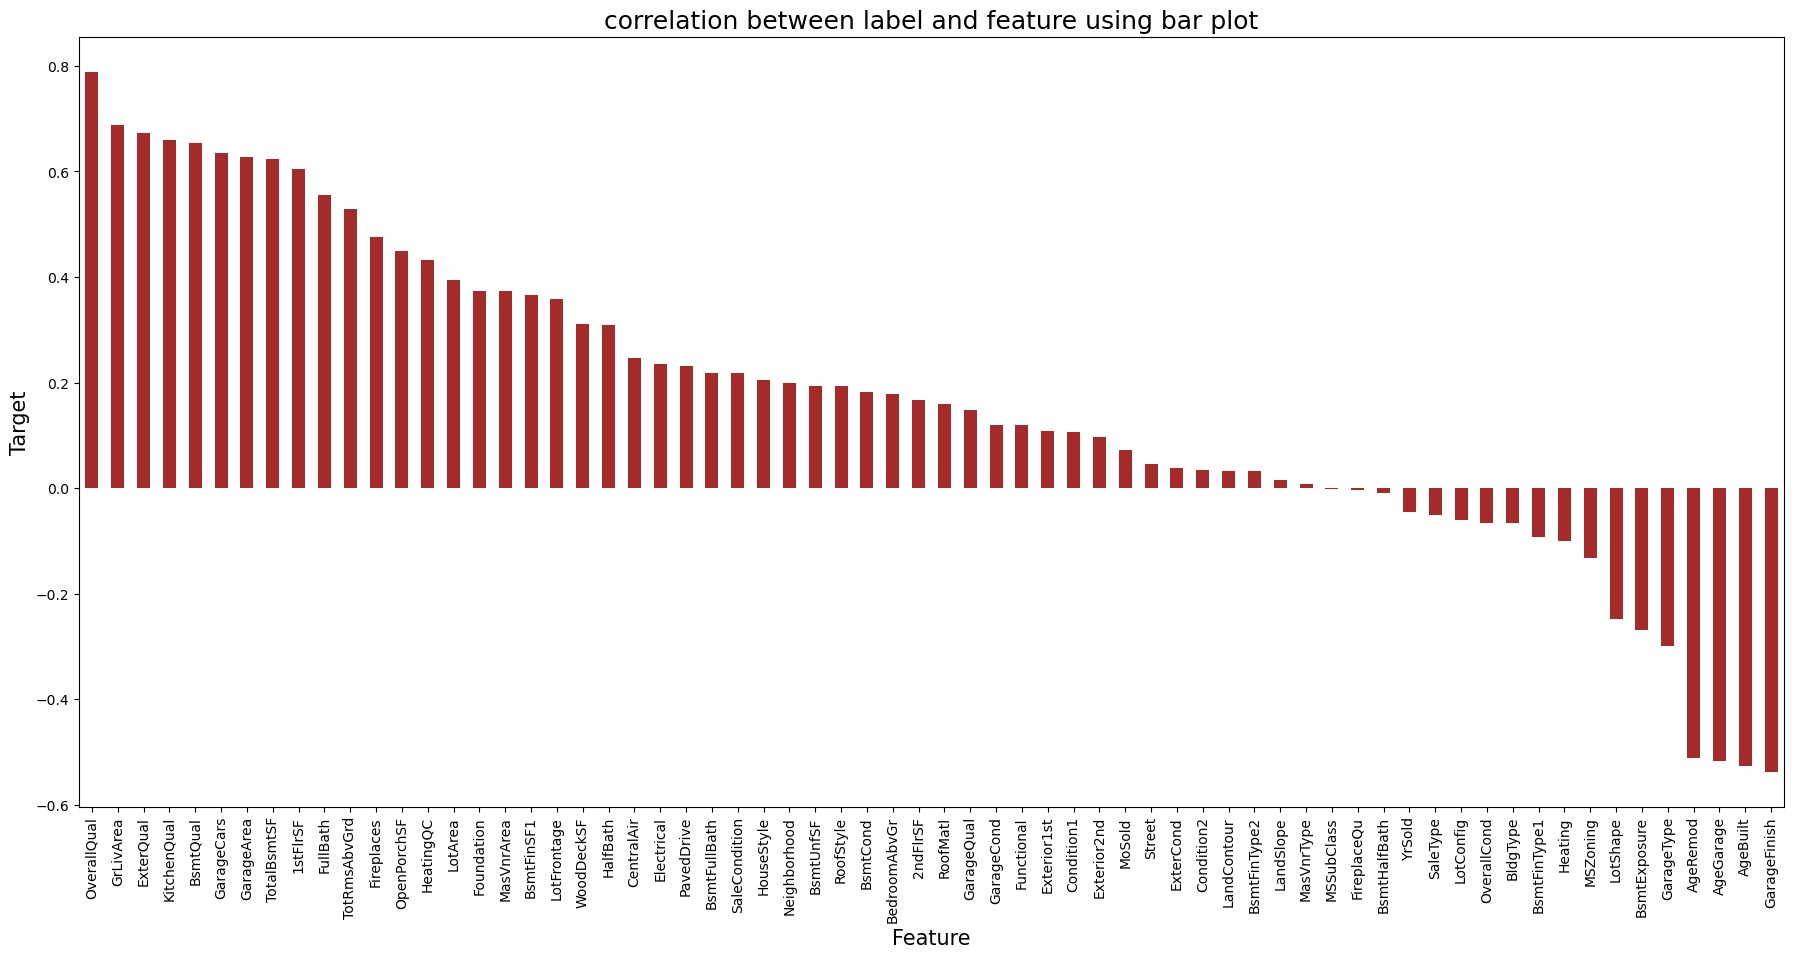 correlation between label and feature using bar plot
Target
0.8
0.6
0.4
0.2
0.0
−0.2
−0.4
−0.6
OverallQual
GrLivArea
ExterQual
KitchenQual
BsmtQual
GarageCars
GarageArea
TotalBsmtSF
1stFlrSF
FullBath
TotRmsAbvGrd
Fireplaces
OpenPorchSF
HeatingQC
LotArea
Foundation
MasVnrArea
BsmtFinSF1
LotFrontage
WoodDeckSF
HalfBath
CentralAir
Electrical
PavedDrive
BsmtFullBath
SaleCondition
HouseStyle
Neighborhood
BsmtUnfSF
RoofStyle
BsmtCond
BedroomAbvGr
2ndFlrSF
RoofMatl
GarageQual
GarageCond
Functional
Exterior1st
Condition1
Exterior2nd
MoSold
Street
ExterCond
Condition2
LandContour
BsmtFinType2
LandSlope
MasVnrType
MSSubClass
FireplaceQu
BsmtHalfBath
YrSold
SaleType
LotConfig
OverallCond
BldgType
BsmtFinType1
Heating
MSZoning
LotShape
BsmtExposure
GarageType
AgeRemod
AgeGarage
AgeBuilt
GarageFinish
Feature